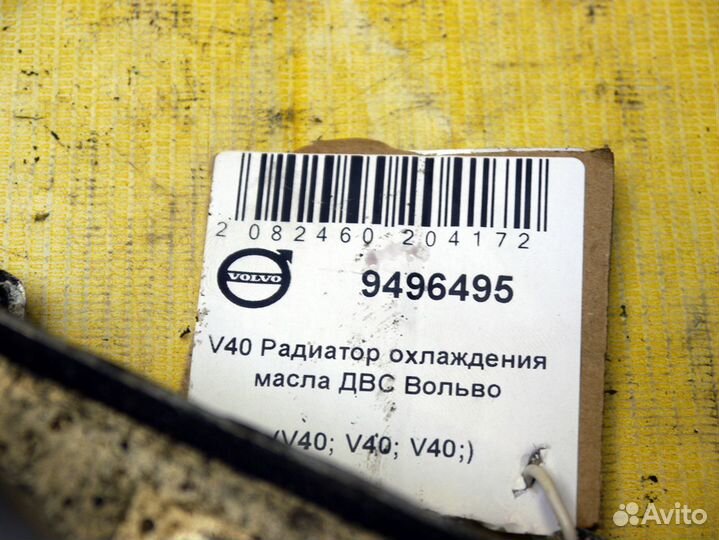 2 082460 204172
VOLVO
9496495
V40 Радиатор охлаждения
масла ДВС Вольво
(V40; V40; V40;)
Avito